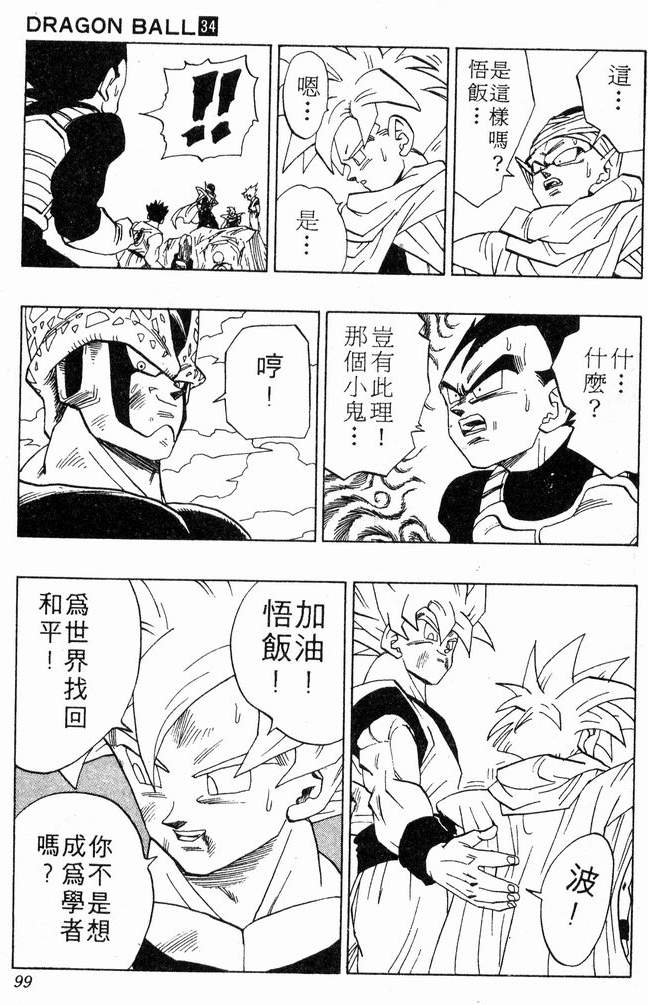 DRAGON BALL 34
這…
是這樣嗎？
悟飯…
嗯…
是…
!!
什…
什麼？
豈有此理！
那個小鬼…
哼！
波！
加油！
悟飯！
爲世界找回
和平！
你不是想
成爲學者
嗎？
99